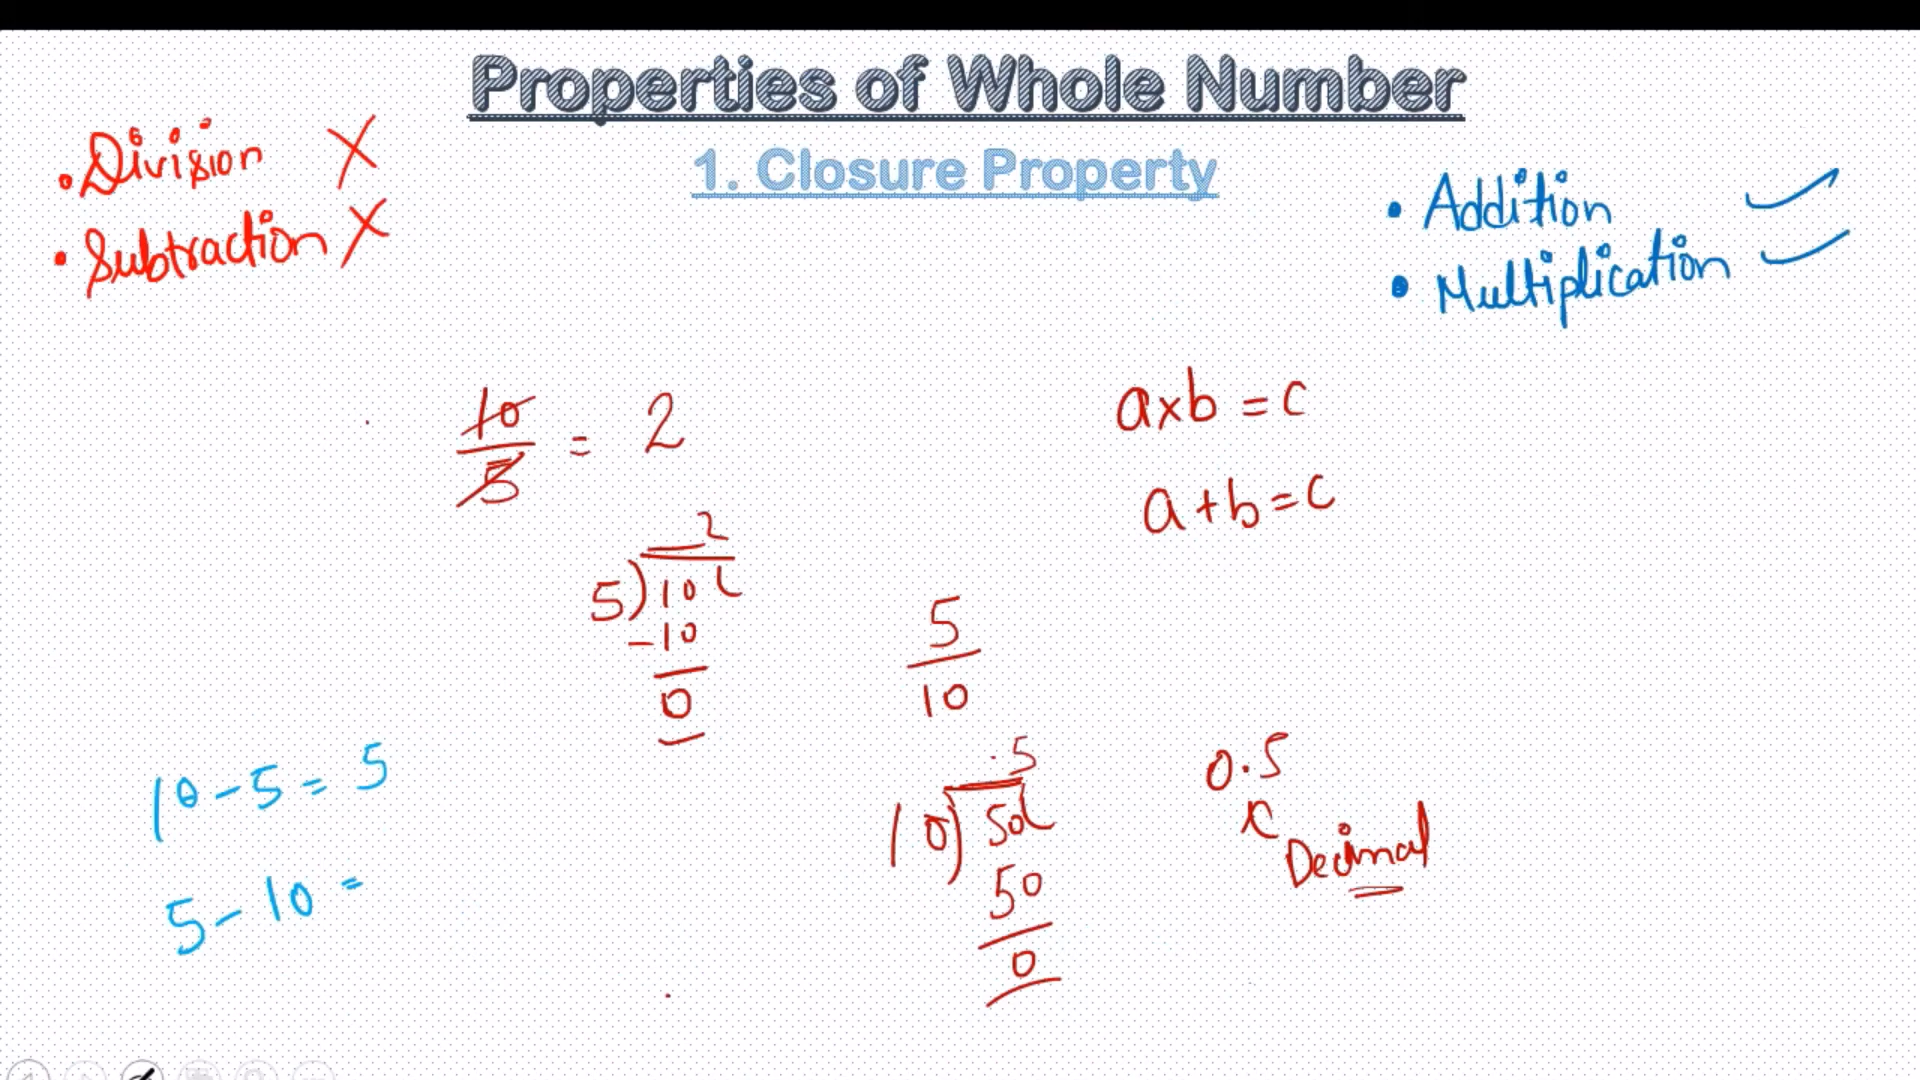 Properties of Whole Number
1. Closure Property
• Division X
• Subtraction X
• Addition ✓
• Multiplication ✓
10/5 = 2
2
5)10(
-10
0
a×b = c
a+b=c
5/10
.5
10)50(
50
0
0.5
Decimal
10-5=5
5-10=